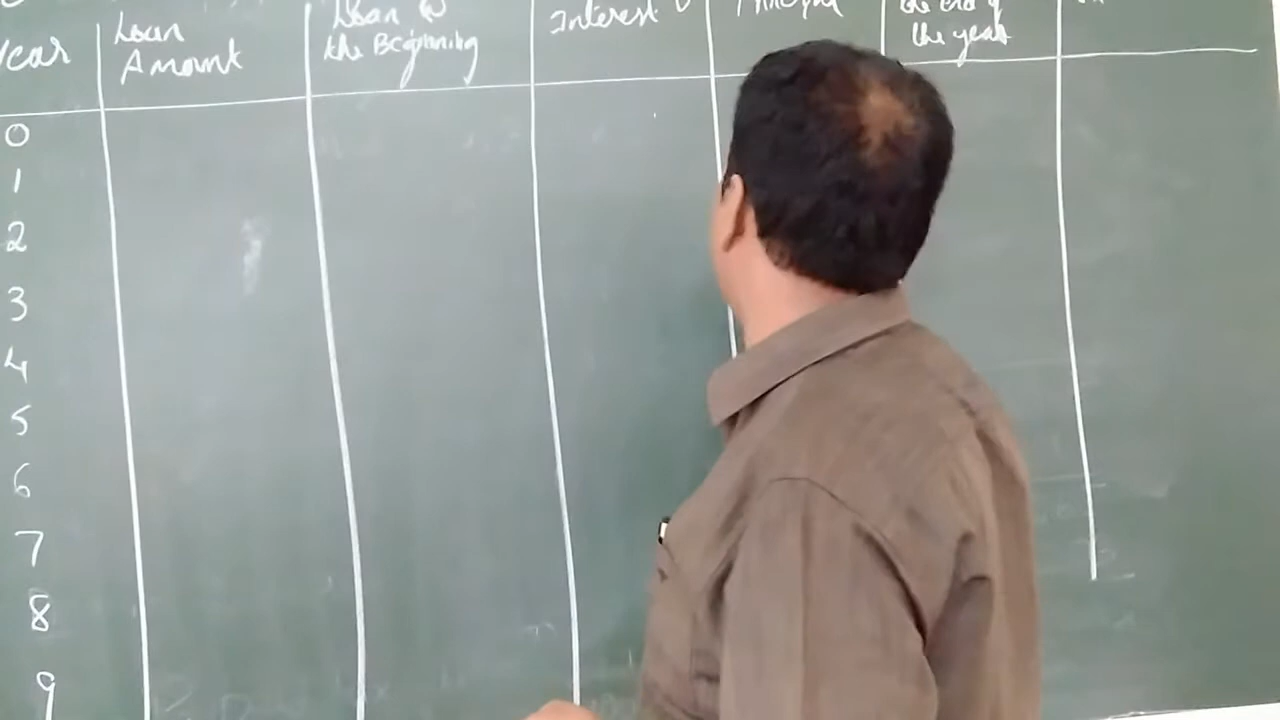 Year
Loan
Amount
Loan @
the Beginning
Interest
Principal
the end of
the year
0
1
2
3
4
5
6
7
8
9